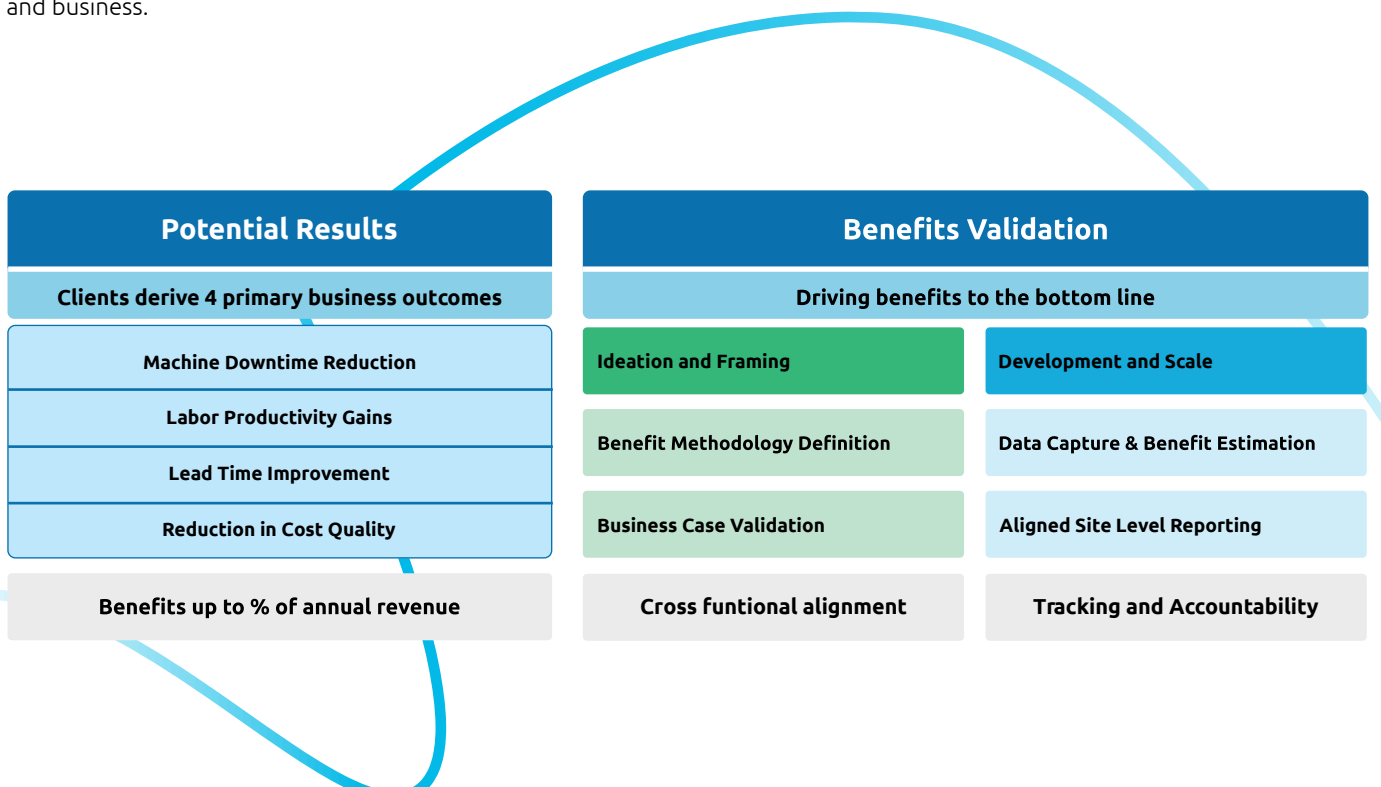 and business.
Potential Results
Clients derive 4 primary business outcomes
Machine Downtime Reduction
Labor Productivity Gains
Lead Time Improvement
Reduction in Cost Quality
Benefits up to % of annual revenue
Benefits Validation
Driving benefits to the bottom line
Ideation and Framing
Benefit Methodology Definition
Business Case Validation
Cross funtional alignment
Development and Scale
Data Capture & Benefit Estimation
Aligned Site Level Reporting
Tracking and Accountability